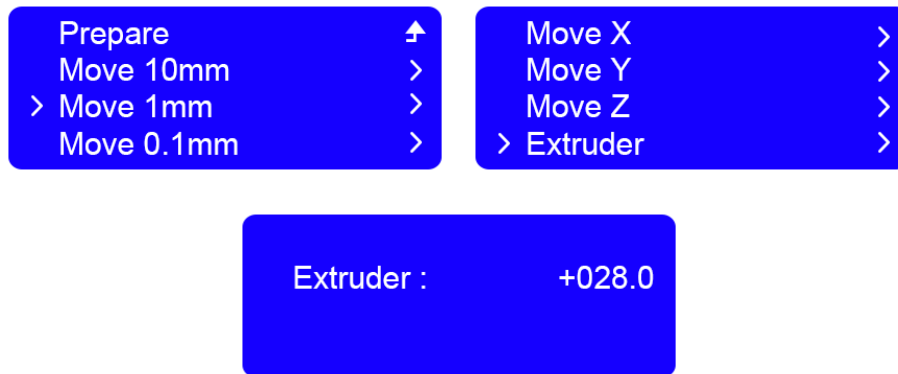 Prepare
Move 10mm >
> Move 1mm >
Move 0.1mm >
Move X >
Move Y >
Move Z >
> Extruder >
Extruder : +028.0